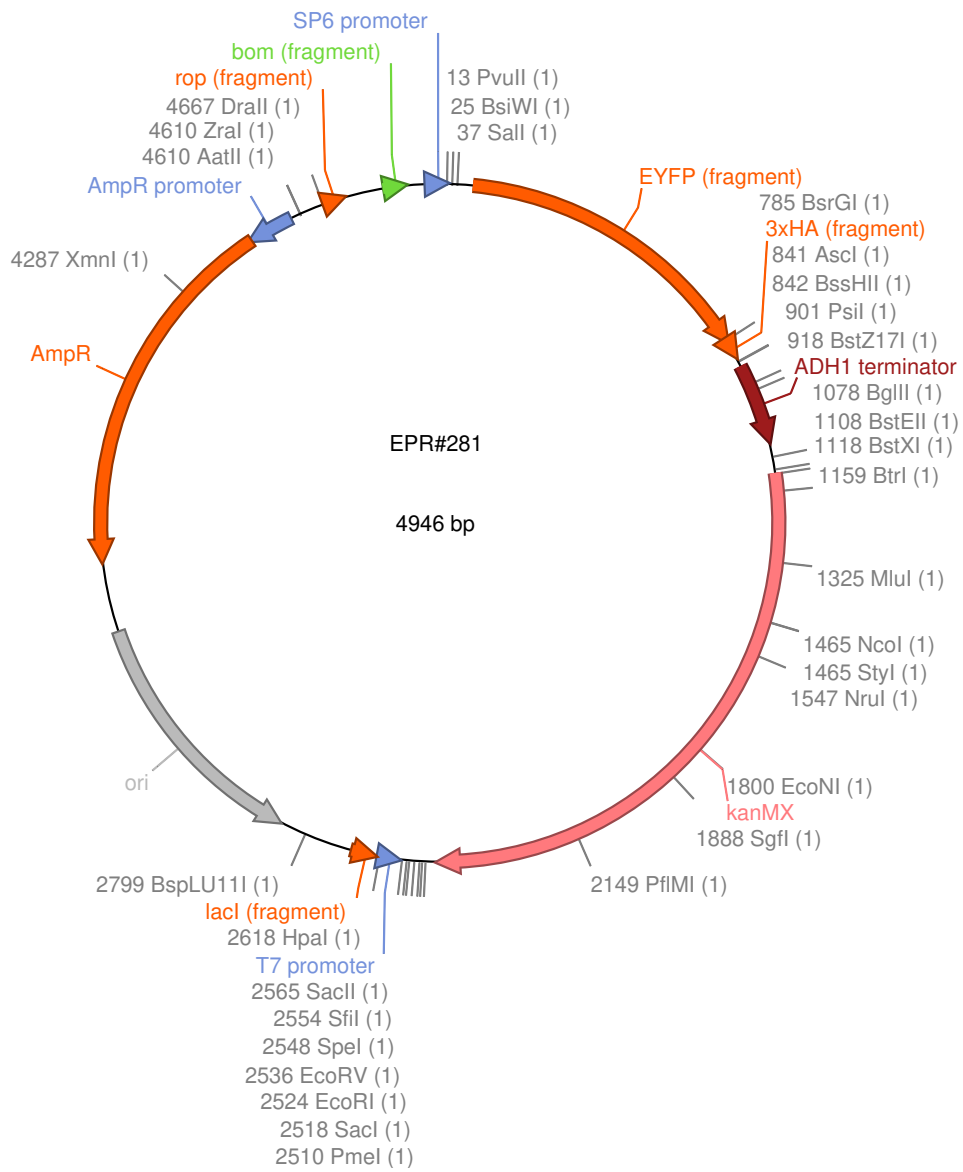 SP6 promoter
bom (fragment)
rop (fragment)
4667 DraII (1)
4610 ZraI (1)
4610 AatII (1)
AmpR promoter
4287 XmnI (1)
AmpR
13 PvuII (1)
25 BsiWI (1)
37 SalI (1)
EYFP (fragment)
785 BsrGI (1)
3xHA (fragment)
841 AscI (1)
842 BssHII (1)
901 PsiI (1)
918 BstZ17I (1)
ADH1 terminator
1078 BglII (1)
1108 BstEII (1)
1118 BstXI (1)
1159 BtrI (1)
EPR#281
4946 bp
1325 MluI (1)
1465 NcoI (1)
1465 StyI (1)
1547 NruI (1)
1800 EcoNI (1)
kanMX
1888 SgfI (1)
2149 PflMI (1)
ori
2799 BspLU11I (1)
lacI (fragment)
2618 HpaI (1)
T7 promoter
2565 SacII (1)
2554 SfiI (1)
2548 SpeI (1)
2536 EcoRV (1)
2524 EcoRI (1)
2518 SacI (1)
2510 PmeI (1)